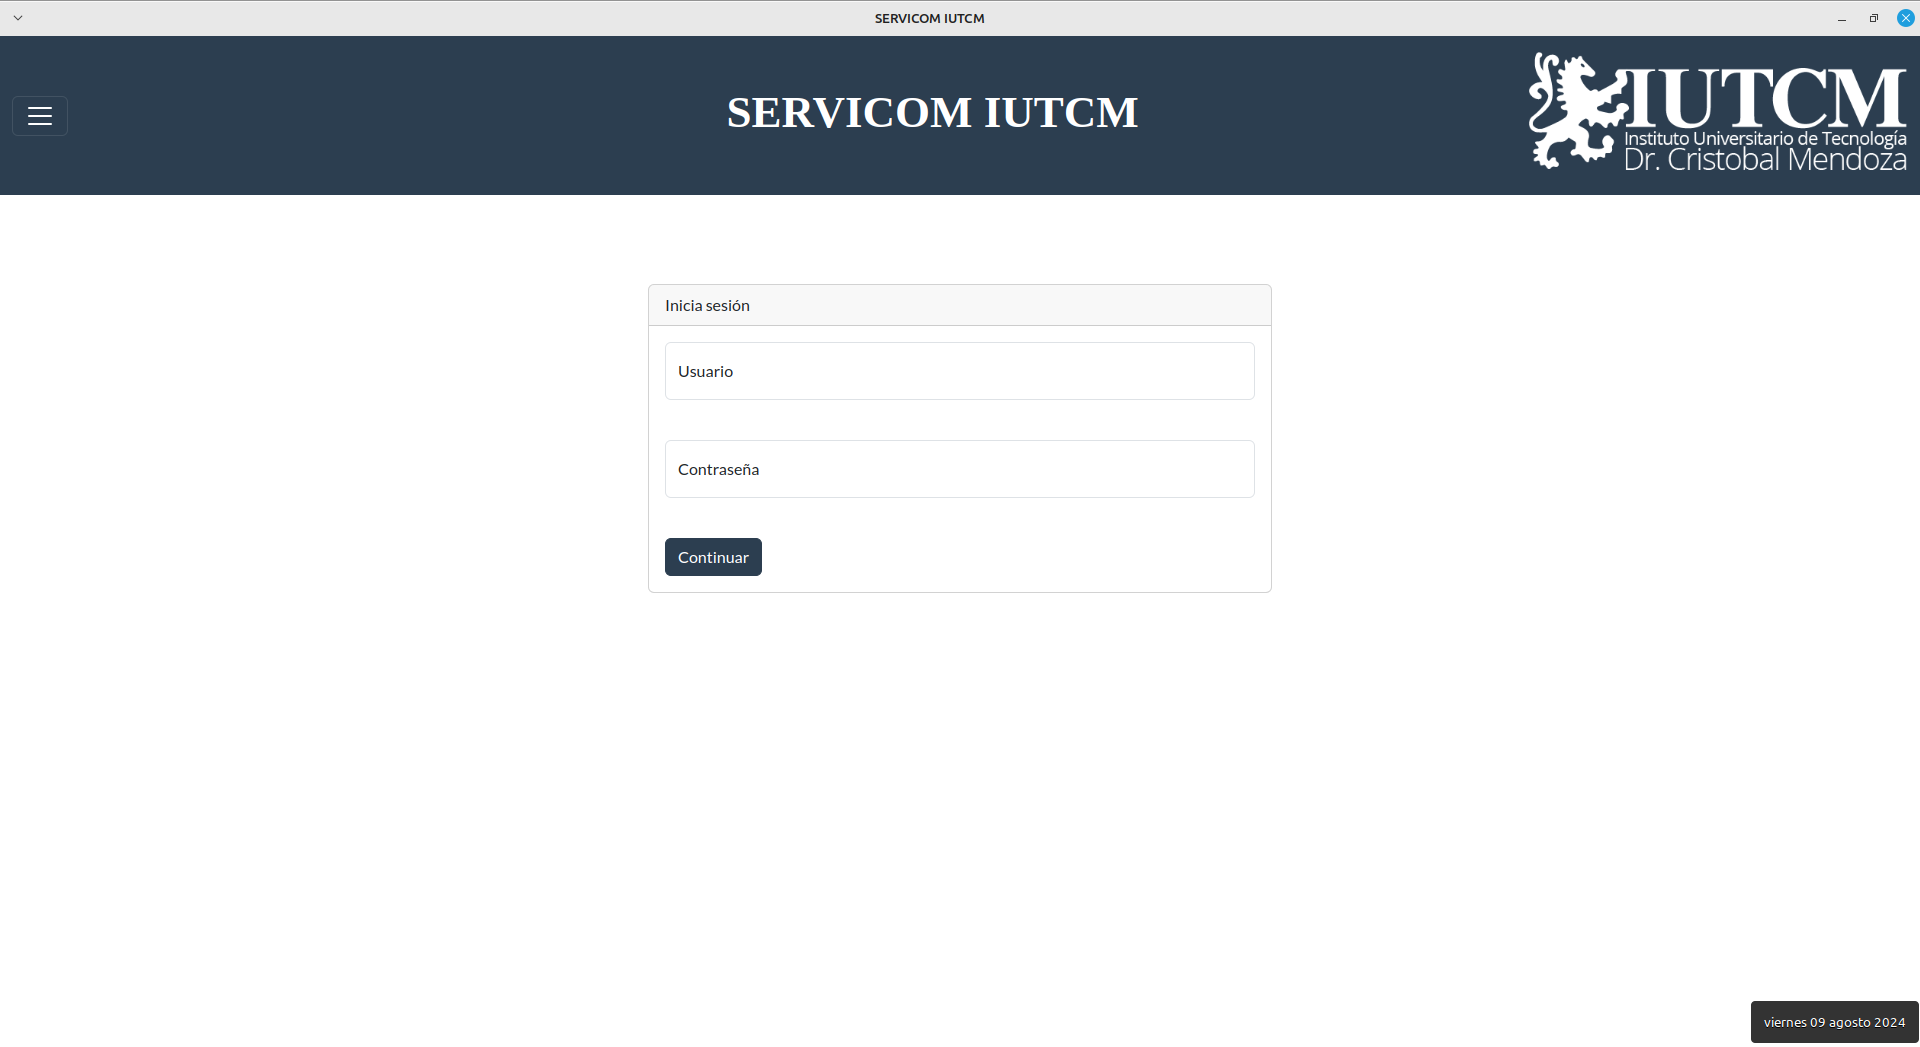 SERVICOM IUTCM
SERVICOM IUTCM
IUTCM
Instituto Universitario de Tecnología
Dr. Cristobal Mendoza
Inicia sesión
Usuario
Contraseña
Continuar
viernes 09 agosto 2024